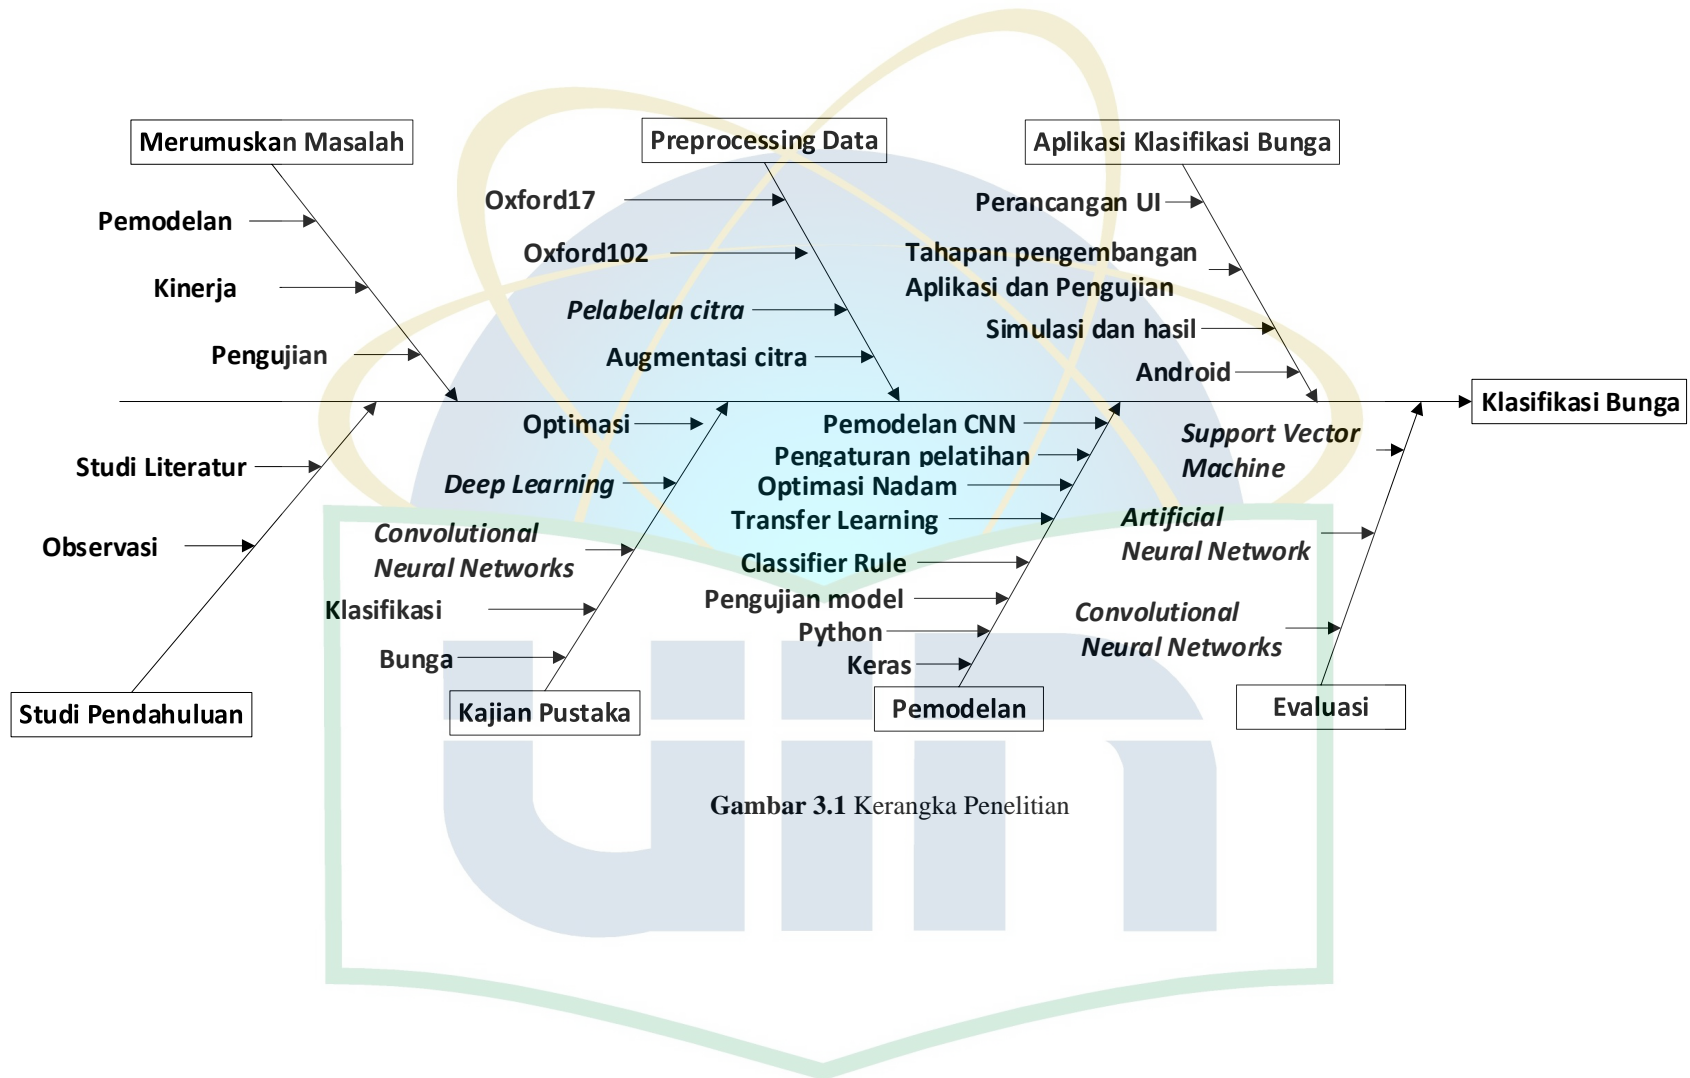 Merumuskan Masalah
Preprocessing Data
Aplikasi Klasifikasi Bunga
Pemodelan
Kinerja
Pengujian
Oxford17
Oxford102
Pelabelan citra
Augmentasi citra
Perancangan UI
Tahapan pengembangan
Aplikasi dan Pengujian
Simulasi dan hasil
Android
Klasifikasi Bunga
Studi Literatur
Observasi
Studi Pendahuluan
Optimasi
Deep Learning
Convolutional
Neural Networks
Klasifikasi
Bunga
Kajian Pustaka
Pemodelan CNN
Pengaturan pelatihan
Optimasi Nadam
Transfer Learning
Classifier Rule
Pengujian model
Python
Keras
Pemodelan
Support Vector
Machine
Artificial
Neural Network
Convolutional
Neural Networks
Evaluasi
uin
Gambar 3.1 Kerangka Penelitian